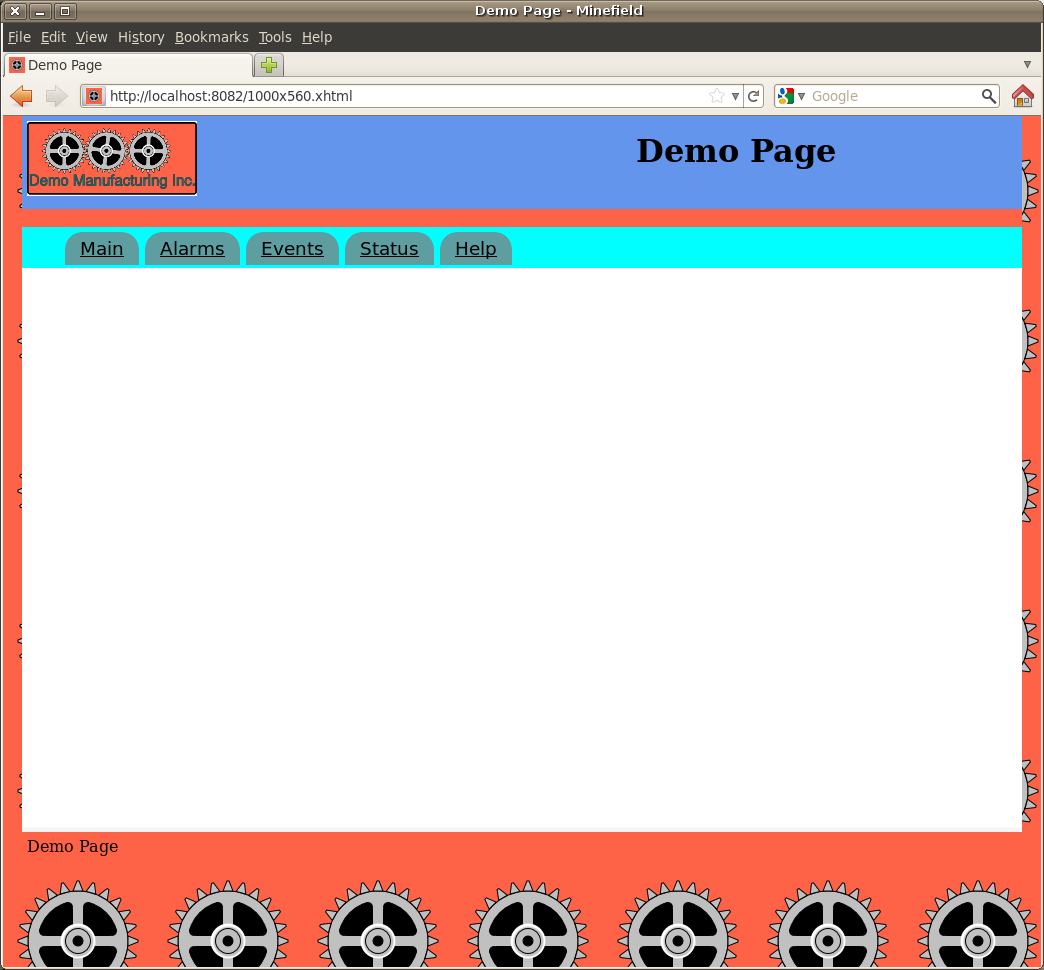 Demo Page - Minefield
File Edit View History Bookmarks Tools Help
Demo Page
http://localhost:8082/1000x560.xhtml Google
Demo Page
Demo Manufacturing Inc.
Main Alarms Events Status Help
Demo Page